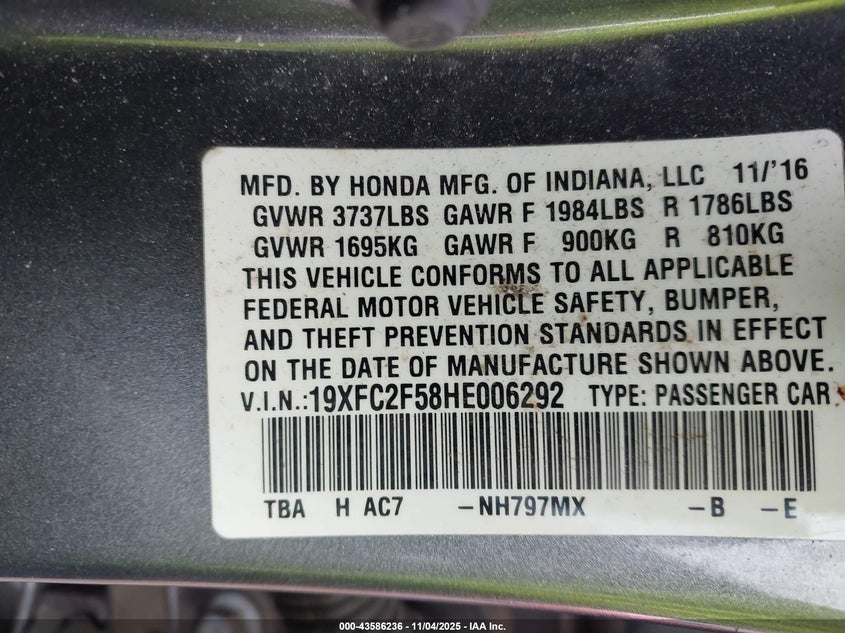 MFD. BY HONDA MFG. OF INDIANA, LLC 11/'16
GVWR 3737LBS GAWR F 1984LBS R 1786LBS
GVWR 1695KG GAWR F 900KG R 810KG
THIS VEHICLE CONFORMS TO ALL APPLICABLE
FEDERAL MOTOR VEHICLE SAFETY, BUMPER,
AND THEFT PREVENTION STANDARDS IN EFFECT
ON THE DATE OF MANUFACTURE SHOWN ABOVE.
V.I.N.:19XFC2F58HE006292 TYPE: PASSENGER CAR
TBA H AC7 -NH797MX -B -E
000-43586236 - 11/04/2025 - IAA Inc.